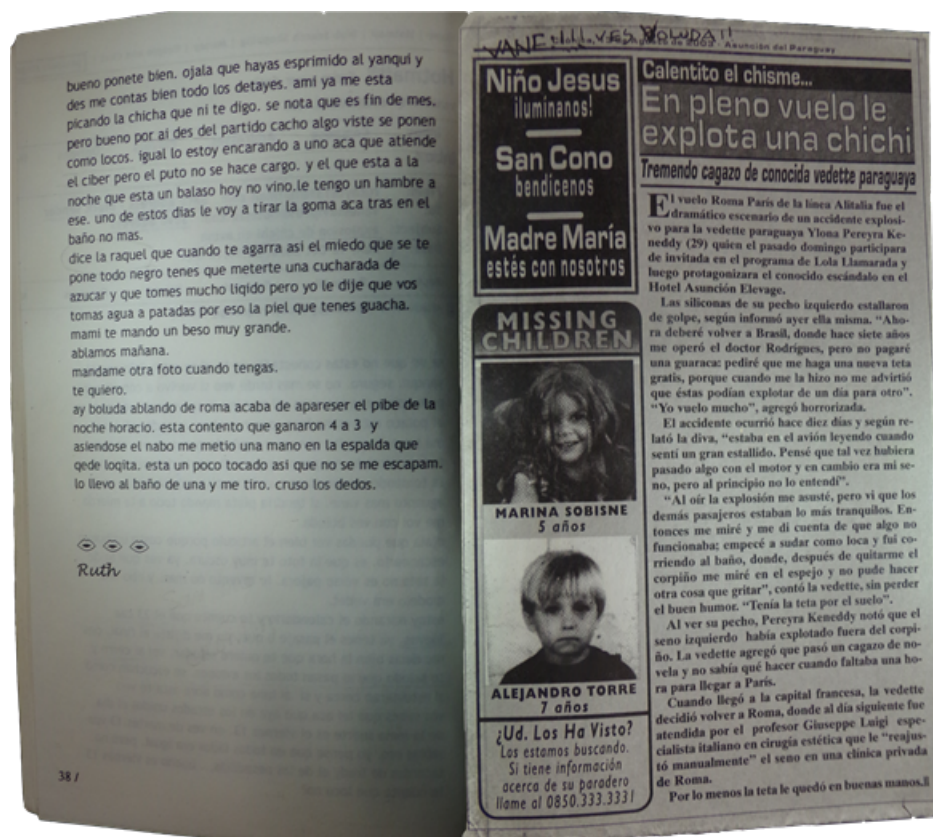 bueno ponete bien. ojala que hayas esprimido al yanqui y
des me contas bien todo los detayes. ami ya me esta
picando la chicha que ni te digo. se nota que es fin de mes.
pero bueno por ai des del partido cacho algo viste se ponen
como locos. igual lo estoy encarando a uno aca que atiende
el ciber pero el puto no se hace cargo. y el que esta a la
noche que esta un balaso hoy no vino.le tengo un hambre a
ese. uno de estos dias le voy a tirar la goma aca tras en el
baño no mas.
dice la raquel que cuando te agarra asi el miedo que se te
pone todo negro tenes que meterte una cucharada de
azucar y que tomes mucho liqido pero yo le dije que vos
tomas agua a patadas por eso la piel que tenes guacha.
mami te mando un beso muy grande.
ablamos mañana.
mandame otra foto cuando tengas.
te quiero.
ay boluda ablando de roma acaba de apareser el pibe de la
noche horacio. esta contento que ganaron 4 a 3 y
asiendose el nabo me metio una mano en la espalda que
qede loqita. esta un poco tocado asi que no se me escapam.
lo llevo al baño de una y me tiro. cruso los dedos.
Ruth
38 /
VANE VES BOLUDA!!
de 2003 - Asunción del Paraguay
Niño Jesus
iluminanos!
San Cono
bendicenos
Madre María
estés con nosotros
MISSING
CHILDREN
MARINA SOBISNE
5 años
ALEJANDRO TORRE
7 años
¿Ud. Los Ha Visto?
Los estamos buscando.
Si tiene información
acerca de su paradero
llame al 0850.333.3331
Calentito el chisme...
En pleno vuelo le
explota una chichi
Tremendo cagazo de conocida vedette paraguaya
El vuelo Roma París de la línea Alitalia fue el
dramático escenario de un accidente explosi-
vo para la vedette paraguaya Ylona Pereyra Ke-
neddy (29) quien el pasado domingo participara
de invitada en el programa de Lola Llamarada y
luego protagonizara el conocido escándalo en el
Hotel Asunción Elevage.
Las siliconas de su pecho izquierdo estallaron
de golpe, según informó ayer ella misma. "Aho-
ra deberé volver a Brasil, donde hace siete años
me operó el doctor Rodrigues, pero no pagaré
una guaraca: pediré que me haga una nueva teta
gratis, porque cuando me la hizo no me advirtió
que éstas podían explotar de un día para otro".
"Yo vuelo mucho", agregó horrorizada.
El accidente ocurrió hace diez días y según re-
lató la diva, "estaba en el avión leyendo cuando
sentí un gran estallido. Pensé que tal vez hubiera
pasado algo con el motor y en cambio era mi se-
no, pero al principio no lo entendí".
"Al oír la explosión me asusté, pero vi que los
demás pasajeros estaban lo más tranquilos. En-
tonces me miré y me di cuenta de que algo no
funcionaba; empecé a sudar como loca y fui co-
rriendo al baño, donde, después de quitarme el
corpiño me miré en el espejo y no pude hacer
otra cosa que gritar", contó la vedette, sin perder
el buen humor. "Tenía la teta por el suelo".
Al ver su pecho, Pereyra Keneddy notó que el
seno izquierdo había explotado fuera del corpi-
ño. La vedette agregó que pasó un cagazo de no-
vela y no sabía qué hacer cuando faltaba una ho-
ra para llegar a París.
Cuando llegó a la capital francesa, la vedette
decidió volver a Roma, donde al día siguiente fue
atendida por el profesor Giuseppe Luigi espe-
cialista italiano en cirugía estética que le "reajus-
tó manualmente" el seno en una clínica privada
de Roma.
Por lo menos la teta le quedó en buenas manos.